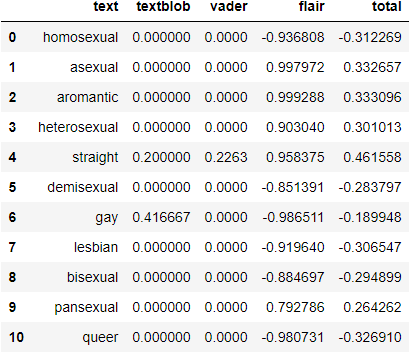 text textblob vader flair total
0 homosexual 0.000000 0.0000 -0.936808 -0.312269
1 asexual 0.000000 0.0000 0.997972 0.332657
2 aromantic 0.000000 0.0000 0.999288 0.333096
3 heterosexual 0.000000 0.0000 0.903040 0.301013
4 straight 0.200000 0.2263 0.958375 0.461558
5 demisexual 0.000000 0.0000 -0.851391 -0.283797
6 gay 0.416667 0.0000 -0.986511 -0.189948
7 lesbian 0.000000 0.0000 -0.919640 -0.306547
8 bisexual 0.000000 0.0000 -0.884697 -0.294899
9 pansexual 0.000000 0.0000 0.792786 0.264262
10 queer 0.000000 0.0000 -0.980731 -0.326910